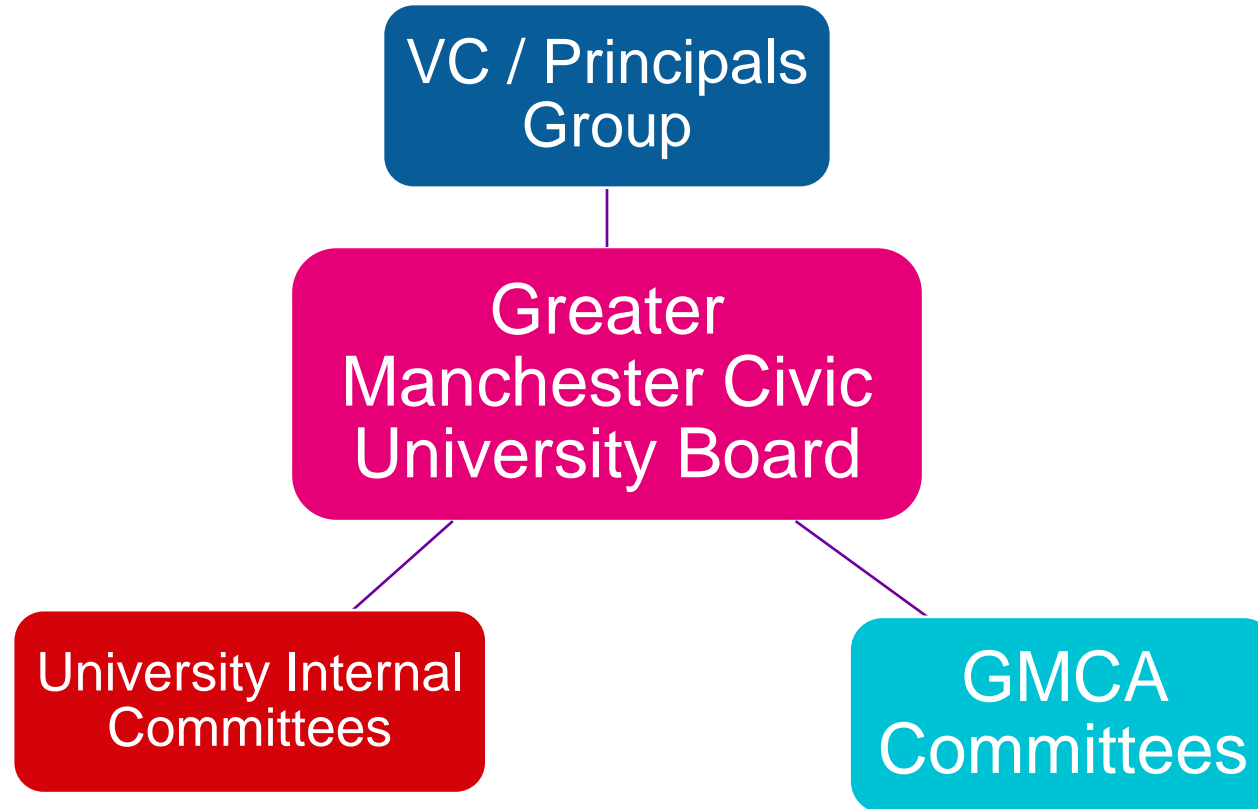 VC / Principals
Group
Greater
Manchester Civic
University Board
University Internal
Committees
GMCA
Committees